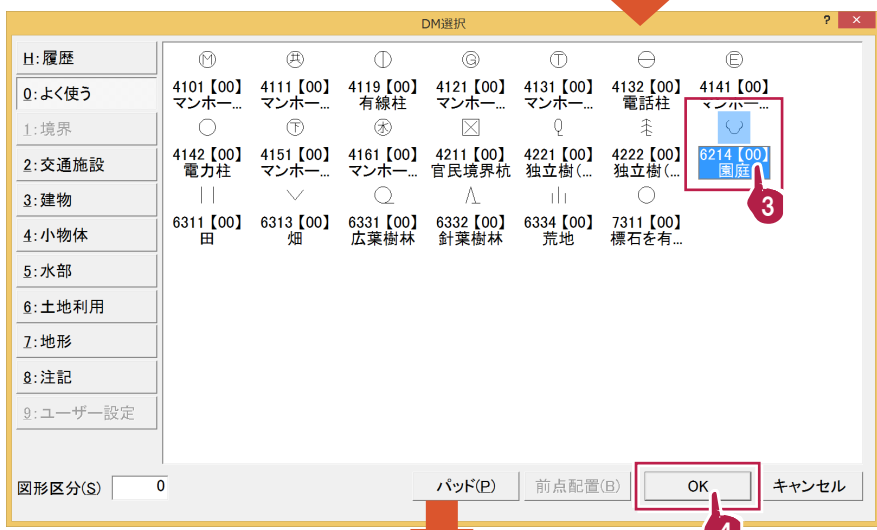 DM選択
? ×
H:履歴
0:よく使う
1:境界
2:交通施設
3:建物
4:小物体
5:水部
6:土地利用
7:地形
8:注記
9:ユーザー設定
M 共 G T E
4101【00】 4111【00】 4119【00】 4121【00】 4131【00】 4132【00】 4141【00】
マンホー... マンホー... 有線柱 マンホー... マンホー... 電話柱 マンホー...
下 水
4142【00】 4151【00】 4161【00】 4211【00】 4221【00】 4222【00】 6214【00】
電力柱 マンホー... マンホー... 官民境界杭 独立樹(... 独立樹(... 園庭
3
6311【00】 6313【00】 6331【00】 6332【00】 6334【00】 7311【00】
田 畑 広葉樹林 針葉樹林 荒地 標石を有...
図形区分(S) 0 パッド(P) 前点配置(B) OK キャンセル
4